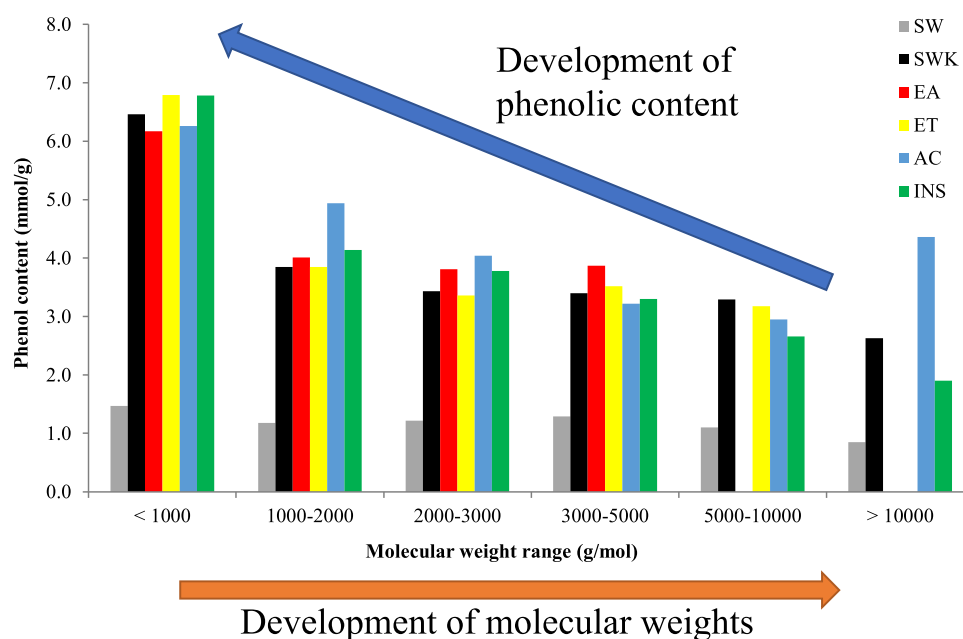 8.0
7.0
6.0
5.0
4.0
3.0
2.0
1.0
0.0
Phenol content (mmol/g)
Development of
phenolic content
SW
SWK
EA
ET
AC
INS
< 1000
1000-2000
2000-3000
3000-5000
5000-10000
> 10000
Molecular weight range (g/mol)
Development of molecular weights